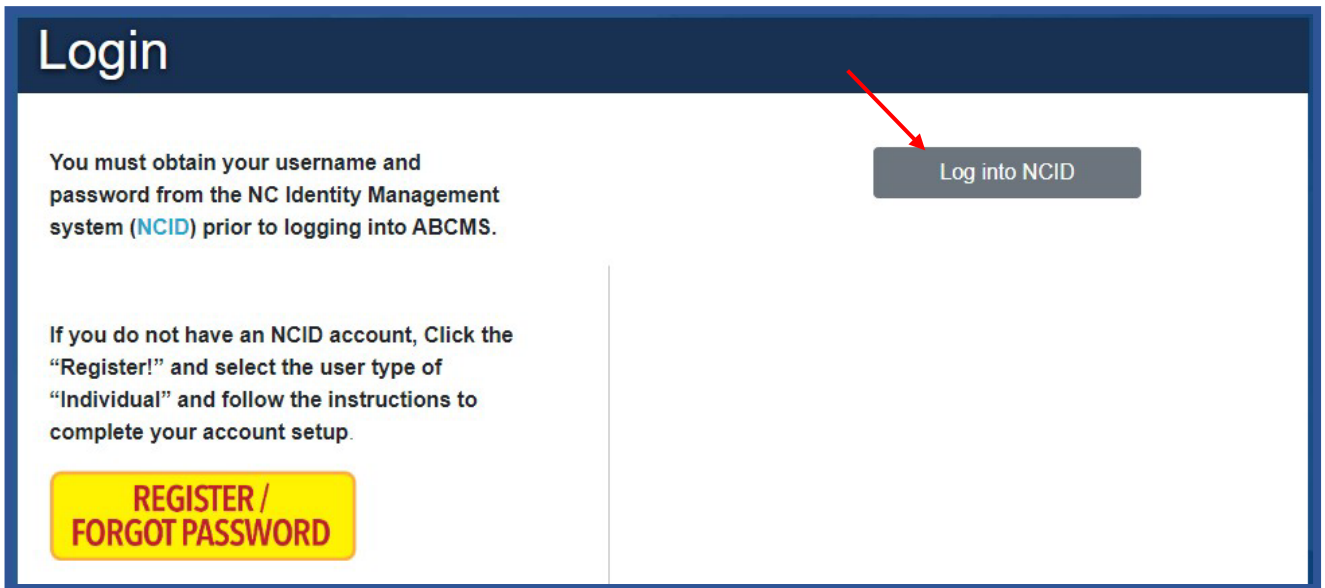 Login
You must obtain your username and
password from the NC Identity Management
system (NCID) prior to logging into ABCMS.
If you do not have an NCID account, Click the
“Register!” and select the user type of
“Individual” and follow the instructions to
complete your account setup.
REGISTER /
FORGOT PASSWORD
Log into NCID